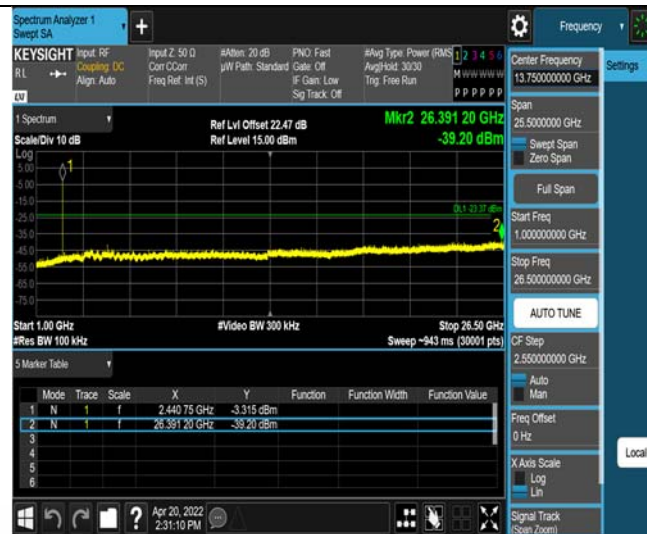 Spectrum Analyzer 1
Swept SA
Frequency
KEYSIGHT
Input: RF
Coupling: DC
Align: Auto
RL
Input Z: 50 Ω
Corr CCorr
Freq Ref: Int (S)
#Atten: 20 dB
µW Path: Standard
PNO: Fast
Gate: Off
IF Gain: Low
Sig Track: Off
#Avg Type: Power (RMS
Avg|Hold: 30/30
Trig: Free Run
1 2 3 4 5 6
M W W W W W
P P P P P P
Center Frequency
13.750000000 GHz
Settings
Span
25.5000000 GHz
Swept Span
Zero Span
Full Span
Start Freq
1.000000000 GHz
Stop Freq
26.500000000 GHz
AUTO TUNE
CF Step
2.550000000 GHz
Auto
Man
Freq Offset
0 Hz
X Axis Scale
Log
Lin
Signal Track
(Span Zoom)
Local
1 Spectrum
Scale/Div 10 dB
Ref Lvl Offset 22.47 dB
Ref Level 15.00 dBm
Mkr2 26.391 20 GHz
-39.20 dBm
Log
5.00
-5.00
-15.0
-25.0
-35.0
-45.0
-55.0
-65.0
-75.0
1
DL1 -23.37 dBm
2
Start 1.00 GHz
#Res BW 100 kHz
#Video BW 300 kHz
Stop 26.50 GHz
Sweep ~943 ms (30001 pts)
5 Marker Table
Mode Trace Scale X Y Function Function Width Function Value
1 N 1 f 2.440 75 GHz -3.315 dBm
2 N 1 f 26.391 20 GHz -39.20 dBm
3
4
5
6
Apr 20, 2022
2:31:10 PM